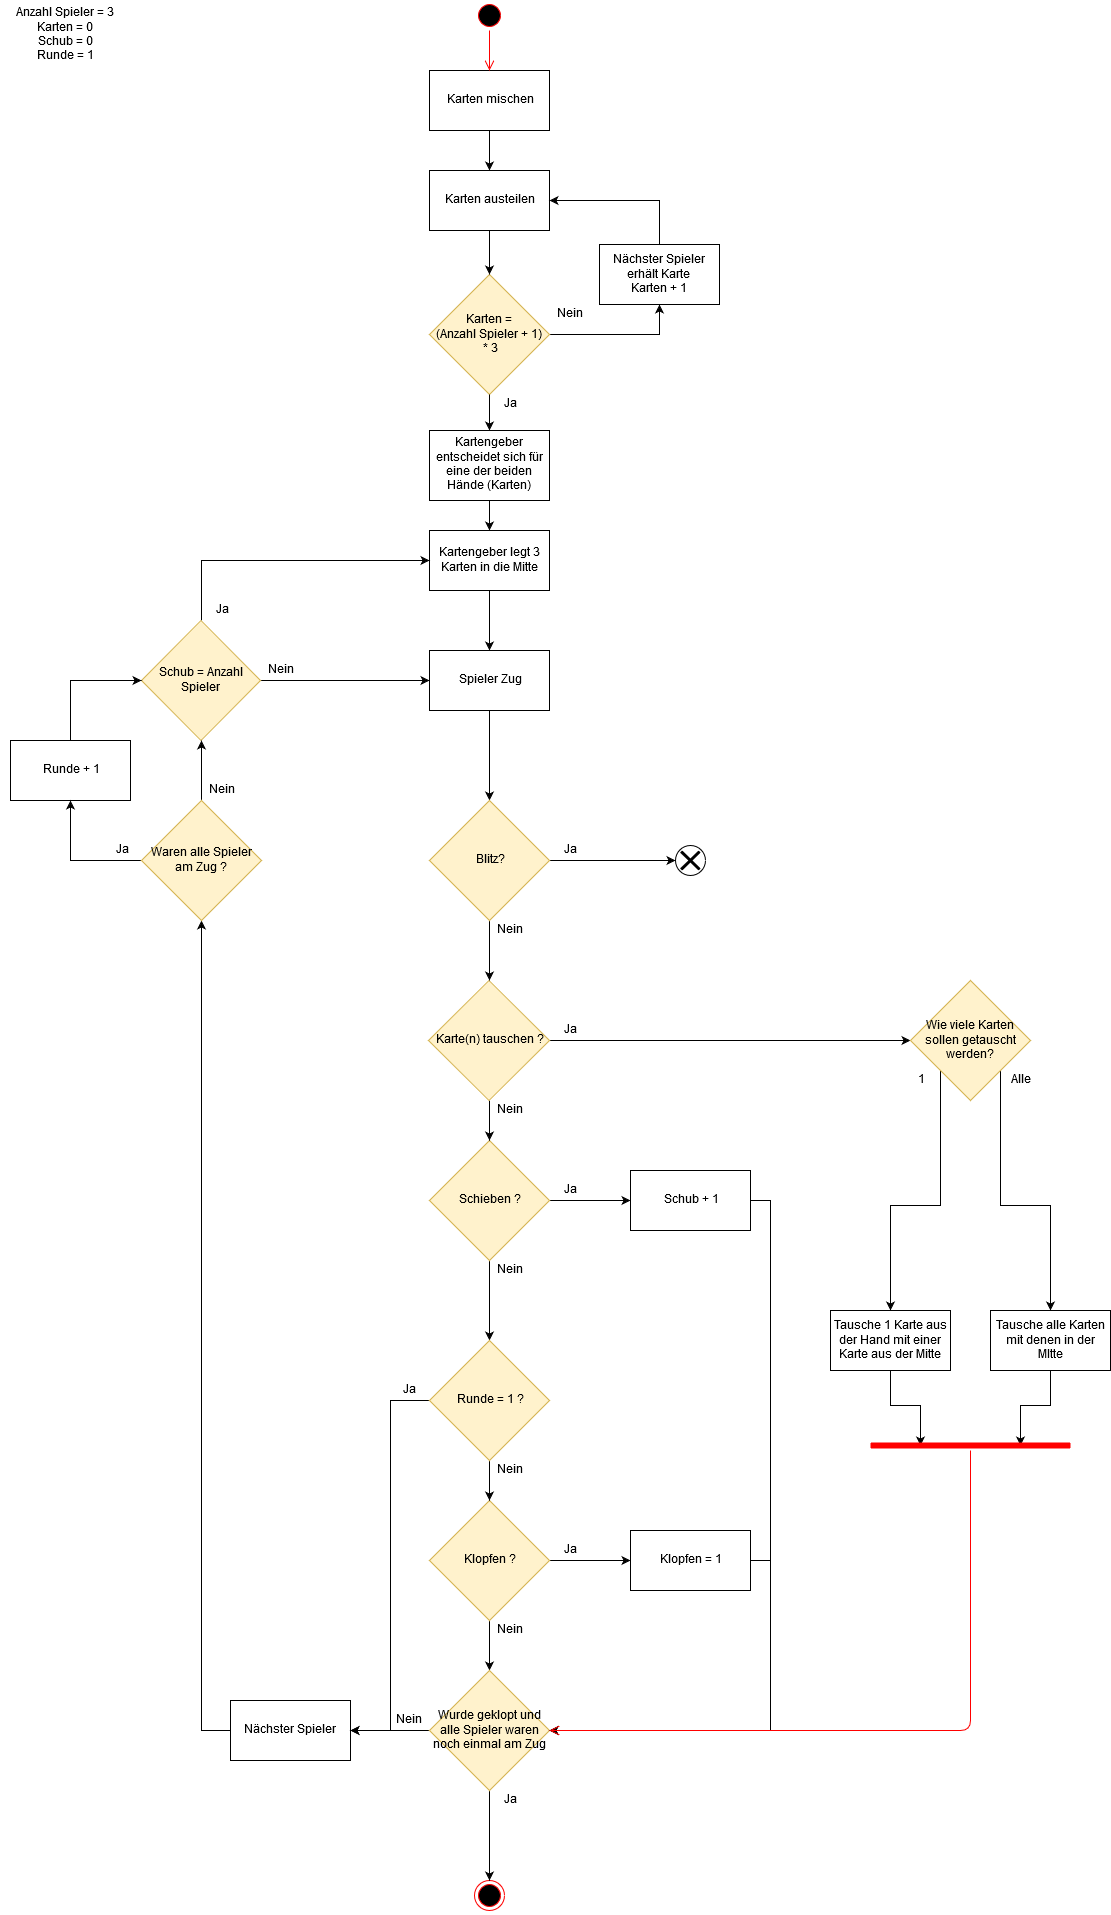 Anzahl Spieler = 3
Karten = 0
Schub = 0
Runde = 1
Karten mischen
Karten austeilen
Nächster Spieler
erhält Karte
Karten + 1
Nein
Karten =
(Anzahl Spieler + 1)
* 3
Ja
Kartengeber
entscheidet sich für
eine der beiden
Hände (Karten)
Kartengeber legt 3
Karten in die Mitte
Ja
Schub = Anzahl
Spieler
Nein
Spieler Zug
Runde + 1
Nein
Ja
Waren alle Spieler
am Zug ?
Blitz?
Ja
Nein
Karte(n) tauschen ?
Ja
Wie viele Karten
sollen getauscht
werden?
1
Alle
Nein
Schieben ?
Ja
Schub + 1
Nein
Tausche 1 Karte aus
der Hand mit einer
Karte aus der Mitte
Tausche alle Karten
mit denen in der
MItte
Ja
Runde = 1 ?
Nein
Klopfen ?
Ja
Klopfen = 1
Nein
Nächster Spieler
Nein
Wurde geklopt und
alle Spieler waren
noch einmal am Zug
Ja